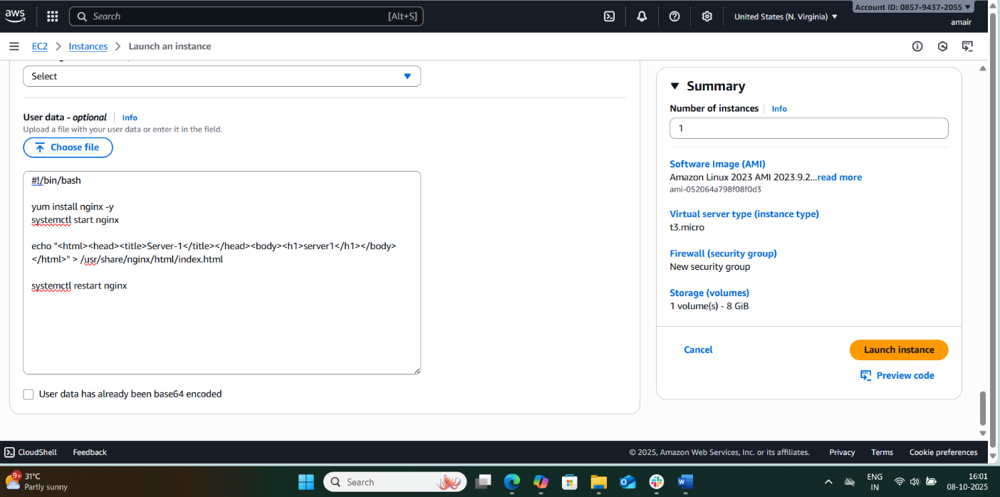 aws
Search
[Alt+S]
United States (N. Virginia)
Account ID: 0857-9437-2055
amair
EC2
Instances
Launch an instance
Select
User data - optional
Info
Upload a file with your user data or enter it in the field.
Choose file
#!/bin/bash
yum install nginx -y
systemctl start nginx
echo "<html><head><title>Server-1</title></head><body><h1>server1</h1></body>
</html>" > /usr/share/nginx/html/index.html
systemctl restart nginx
User data has already been base64 encoded
Summary
Number of instances
Info
1
Software Image (AMI)
Amazon Linux 2023 AMI 2023.9.2...read more
ami-052064a798f08f0d3
Virtual server type (instance type)
t3.micro
Firewall (security group)
New security group
Storage (volumes)
1 volume(s) - 8 GiB
Cancel
Launch instance
Preview code
CloudShell
Feedback
© 2025, Amazon Web Services, Inc. or its affiliates.
Privacy
Terms
Cookie preferences
9+
31°C
Partly sunny
Search
ENG
IN
16:01
08-10-2025